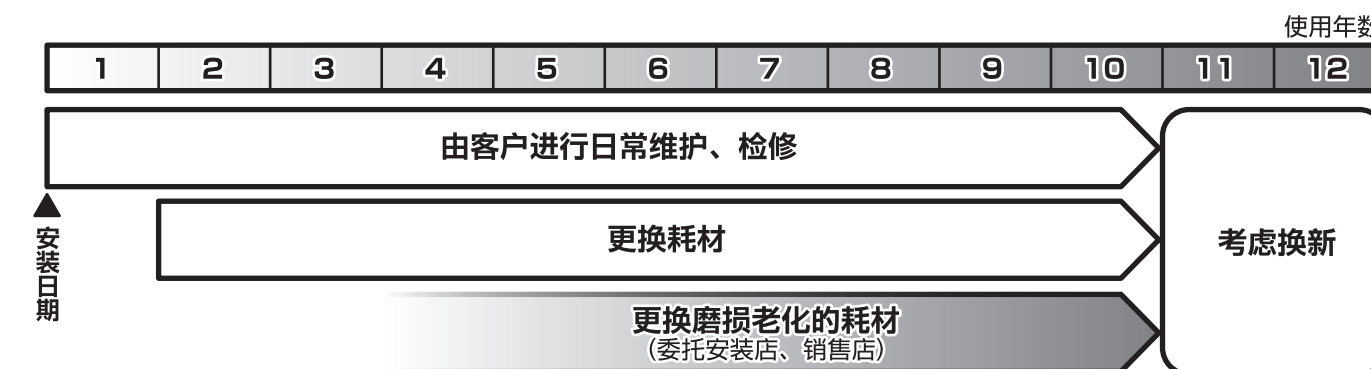 使用年数
1 2 3 4 5 6 7 8 9 10 11 12
由客户进行日常维护、检修
安装日期
更换耗材
考虑换新
更换磨损老化的耗材
（委托安装店、销售店）